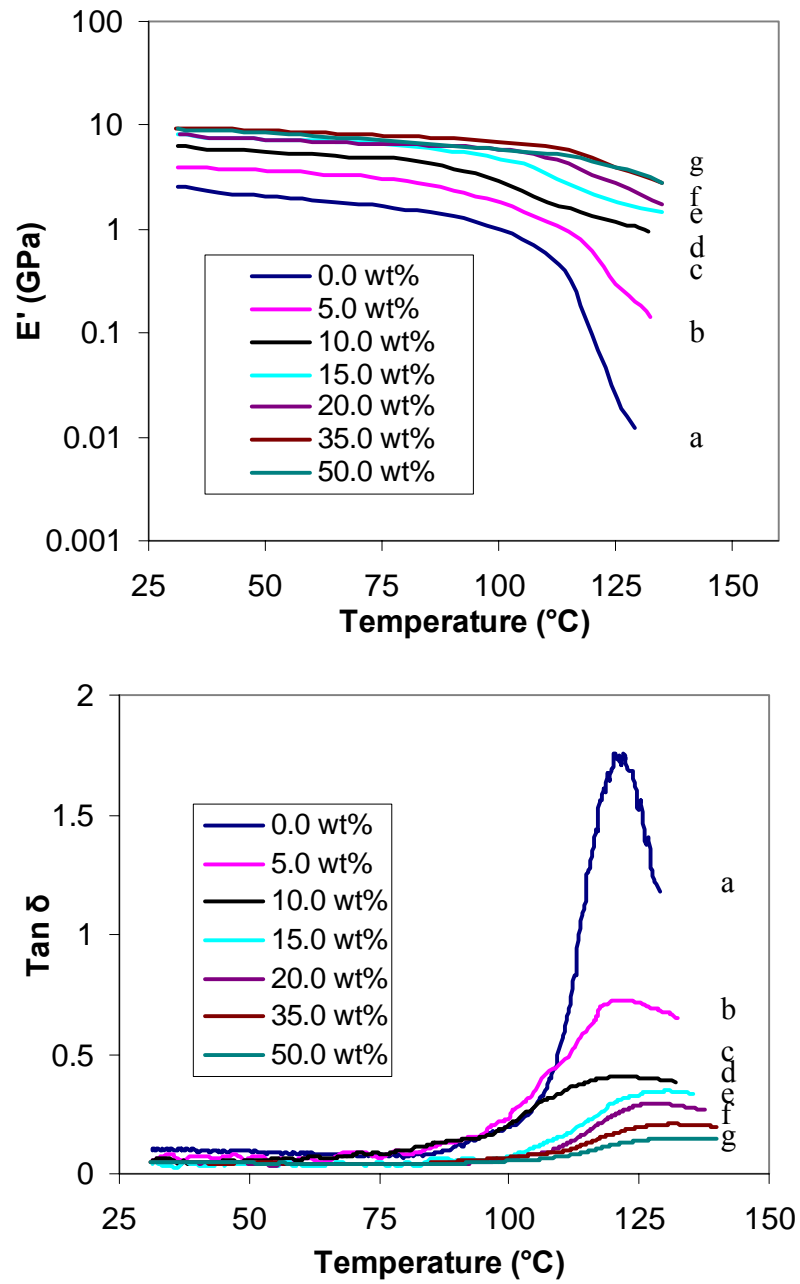 100
10
1
0.1
0.01
0.001
E' (GPa)
0.0 wt%
5.0 wt%
10.0 wt%
15.0 wt%
20.0 wt%
35.0 wt%
50.0 wt%
g
f
e
d
c
b
a
25
50
75
100
125
150
Temperature (°C)
2
1.5
1
0.5
0
Tan δ
0.0 wt%
5.0 wt%
10.0 wt%
15.0 wt%
20.0 wt%
35.0 wt%
50.0 wt%
a
b
c
d
e
f
g
25
50
75
100
125
150
Temperature (°C)